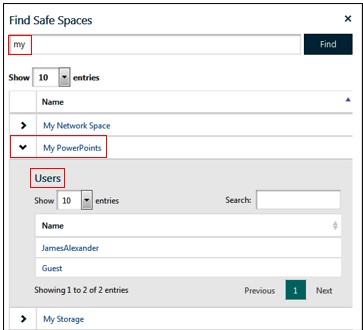 Find Safe Spaces ×
my Find
Show 10 entries
Name
My Network Space
My PowerPoints
Users
Show 10 entries Search:
Name
JamesAlexander
Guest
Showing 1 to 2 of 2 entries Previous 1 Next
My Storage